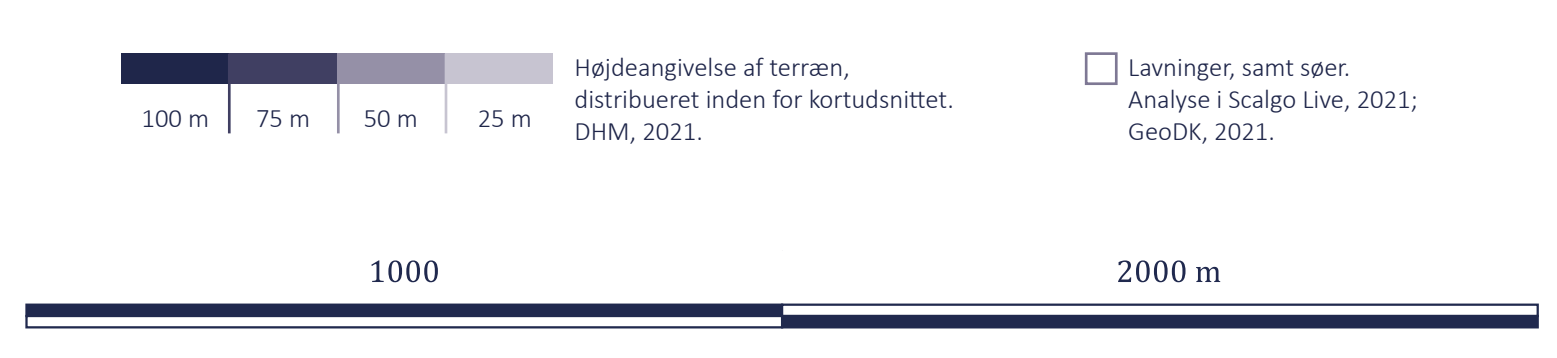 100 m 75 m 50 m 25 m
Højdeangivelse af terræn,
distribueret inden for kortudsnittet.
DHM, 2021.
Lavninger, samt søer.
Analyse i Scalgo Live, 2021;
GeoDK, 2021.
1000 2000 m